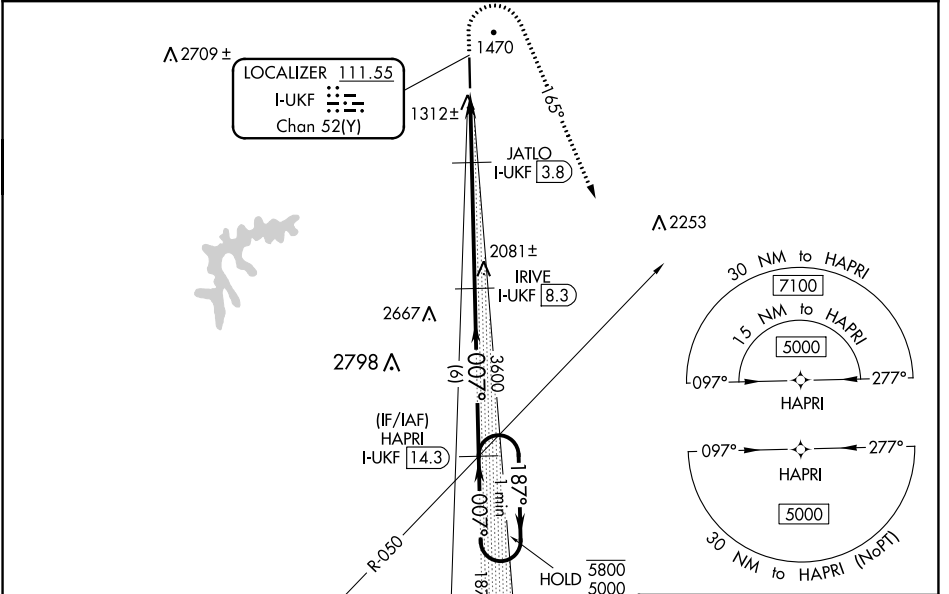 2709 ±
LOCALIZER 111.55
I-UKF
Chan 52(Y)
1470
1312±
165°
JATLO
I-UKF 3.8
2253
2081±
IRIVE
I-UKF 8.3
2667
2798
007°
3600
(6)
(IF/IAF)
HAPRI
I-UKF 14.3
187°
1 min
007°
R-050
HOLD 5800
5000
30 NM to HAPRI
7100
15 NM to HAPRI
5000
097°
277°
HAPRI
097°
277°
HAPRI
5000
30 NM to HAPRI (NoPT)